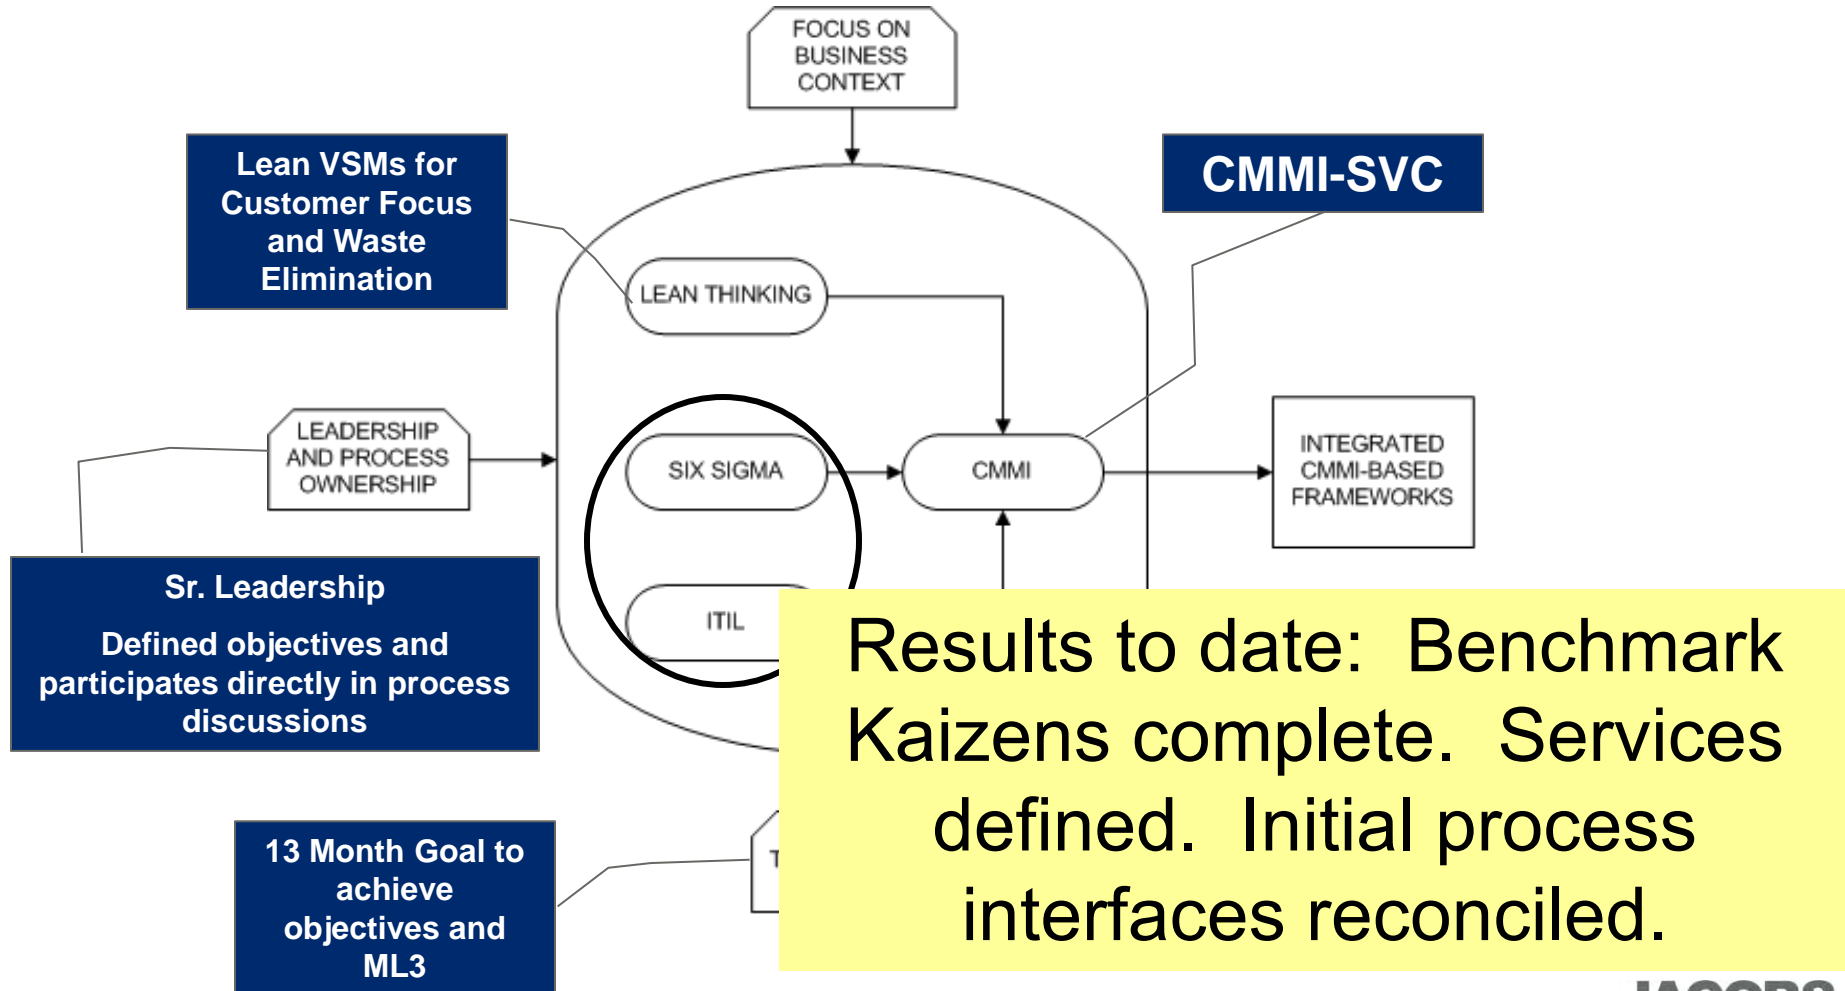 FOCUS ON
BUSINESS
CONTEXT
Lean VSMs for
Customer Focus
and Waste
Elimination
CMMI-SVC
LEAN THINKING
LEADERSHIP
AND PROCESS
OWNERSHIP
SIX SIGMA
CMMI
INTEGRATED
CMMI-BASED
FRAMEWORKS
Sr. Leadership
Defined objectives and
participates directly in process
discussions
ITIL
Results to date: Benchmark
Kaizens complete. Services
defined. Initial process
interfaces reconciled.
13 Month Goal to
achieve
objectives and
ML3